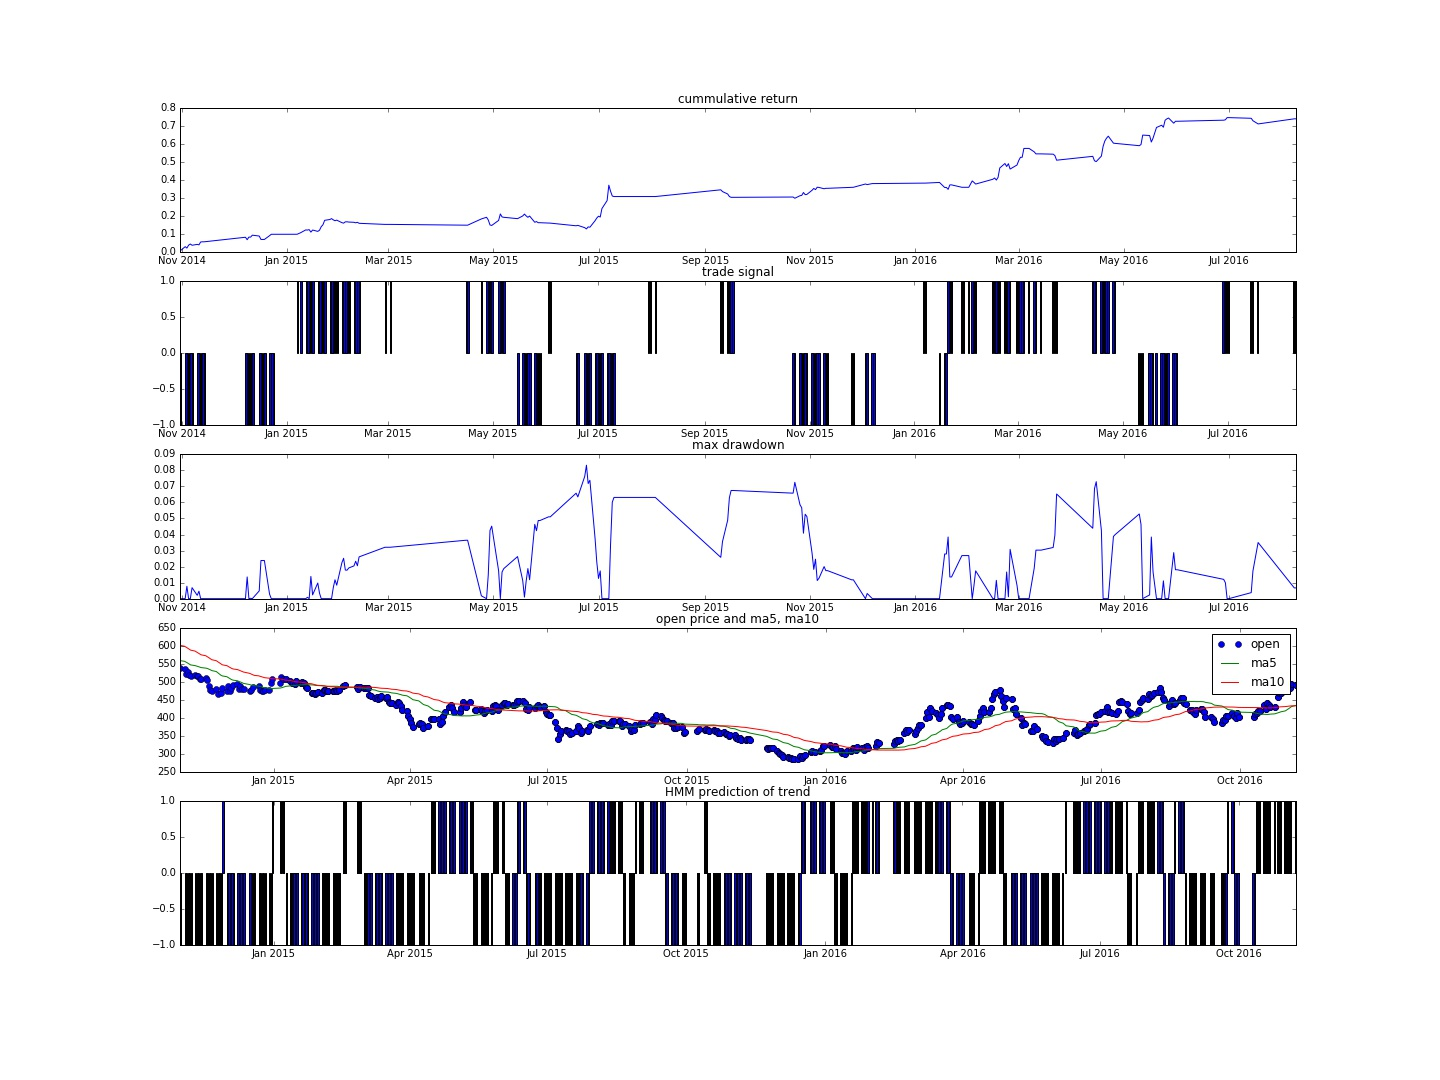 cummulative return
0.8
0.7
0.6
0.5
0.4
0.3
0.2
0.1
0.0
Nov 2014 Jan 2015 Mar 2015 May 2015 Jul 2015 Sep 2015 Nov 2015 Jan 2016 Mar 2016 May 2016 Jul 2016
trade signal
1.0
0.5
0.0
−0.5
−1.0
Nov 2014 Jan 2015 Mar 2015 May 2015 Jul 2015 Sep 2015 Nov 2015 Jan 2016 Mar 2016 May 2016 Jul 2016
max drawdown
0.09
0.08
0.07
0.06
0.05
0.04
0.03
0.02
0.01
0.00
Nov 2014 Jan 2015 Mar 2015 May 2015 Jul 2015 Sep 2015 Nov 2015 Jan 2016 Mar 2016 May 2016 Jul 2016
open price and ma5, ma10
650
600
550
500
450
400
350
300
250
open
ma5
ma10
Jan 2015 Apr 2015 Jul 2015 Oct 2015 Jan 2016 Apr 2016 Jul 2016 Oct 2016
HMM prediction of trend
1.0
0.5
0.0
−0.5
−1.0
Jan 2015 Apr 2015 Jul 2015 Oct 2015 Jan 2016 Apr 2016 Jul 2016 Oct 2016